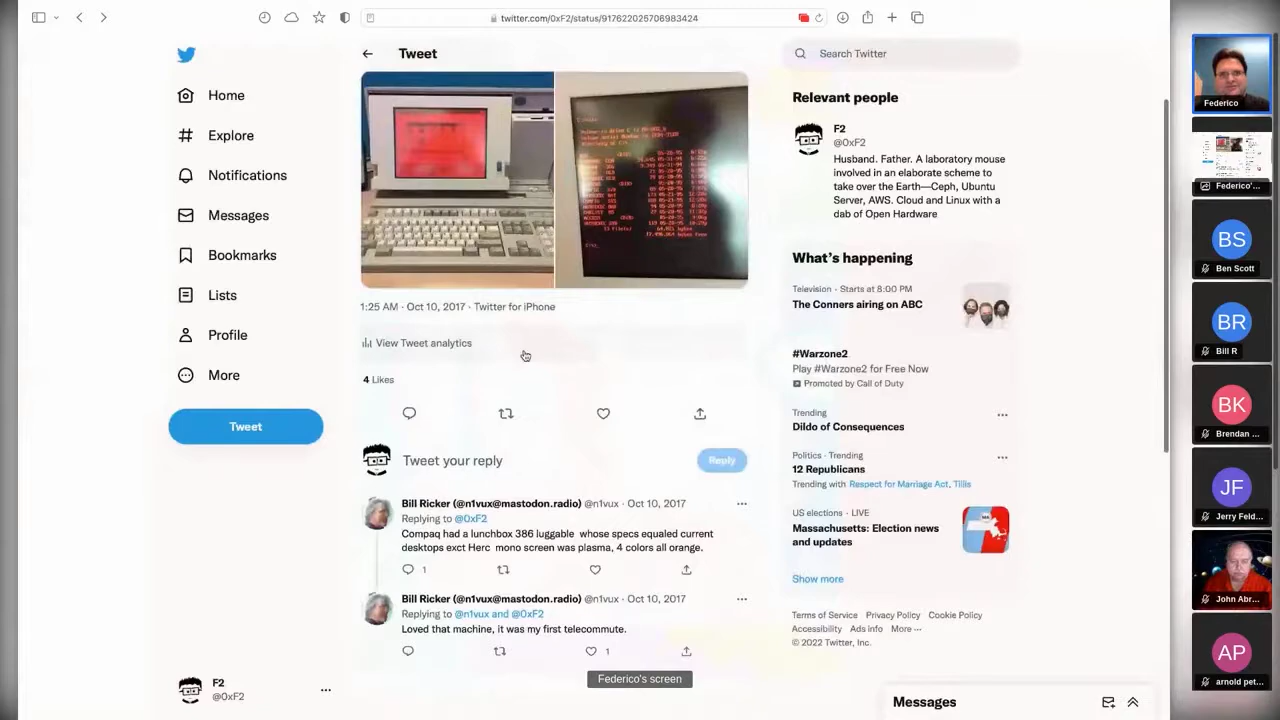 twitter.com/0xF2/status/917622025706983424
Home
Explore
Notifications
Messages
Bookmarks
Lists
Profile
More
Tweet
F2
@0xF2
Tweet
1:25 AM · Oct 10, 2017 · Twitter for iPhone
View Tweet analytics
4 Likes
Tweet your reply
Reply
Bill Ricker (@n1vux@mastodon.radio) @n1vux · Oct 10, 2017
Replying to @0xF2
Compaq had a lunchbox 386 luggable whose specs equaled current
desktops exct Herc mono screen was plasma, 4 colors all orange.
1
Bill Ricker (@n1vux@mastodon.radio) @n1vux · Oct 10, 2017
Replying to @n1vux and @0xF2
Loved that machine, it was my first telecommute.
1
Federico's screen
Search Twitter
Relevant people
F2
@0xF2
Husband. Father. A laboratory mouse
involved in an elaborate scheme to
take over the Earth—Ceph, Ubuntu
Server, AWS. Cloud and Linux with a
dab of Open Hardware
What's happening
Television · Starts at 8:00 PM
The Conners airing on ABC
#Warzone2
Play #Warzone2 for Free Now
Promoted by Call of Duty
Trending
Dildo of Consequences
Politics · Trending
12 Republicans
Trending with Respect for Marriage Act, Tillis
US elections · LIVE
Massachusetts: Election news
and updates
Show more
Terms of Service Privacy Policy Cookie Policy
Accessibility Ads info More ···
© 2022 Twitter, Inc.
Messages
Federico
Federico'...
BS
Ben Scott
BR
Bill R
BK
Brendan ...
JF
Jerry Feld...
John Abr...
AP
arnold pet...